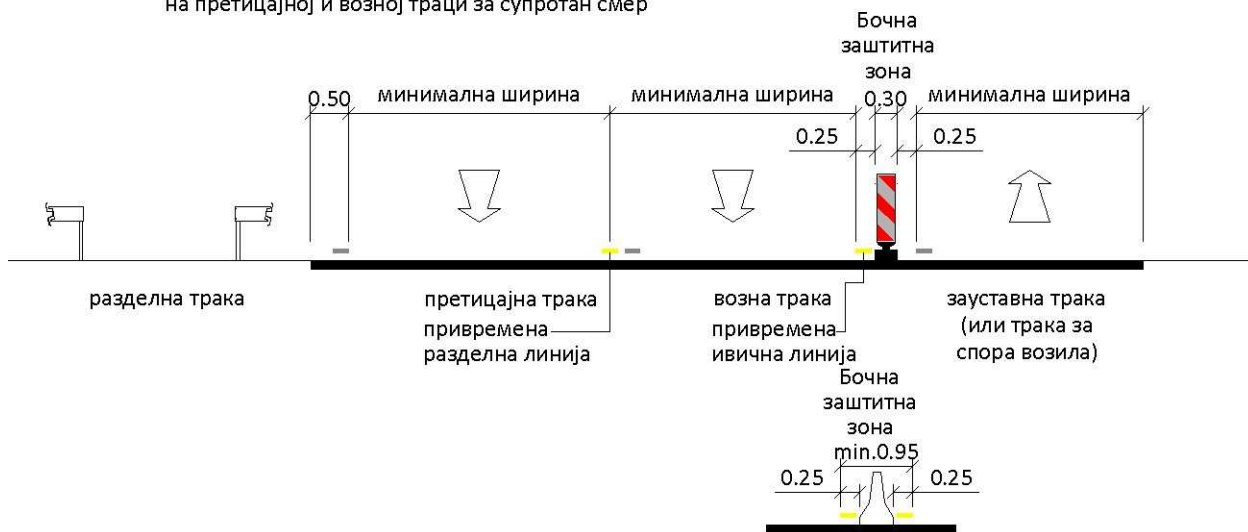 на претицајној и возној траци за супротан смер
Бочна
заштитна
зона
0.50 минимална ширина минимална ширина 0.30 минимална ширина
0.25 0.25
разделна трака претицајна трака возна трака зауставна трака
привремена привремена (или трака за
разделна линија ивична линија спора возила)
Бочна
заштитна
зона
min.0.95
0.25 0.25